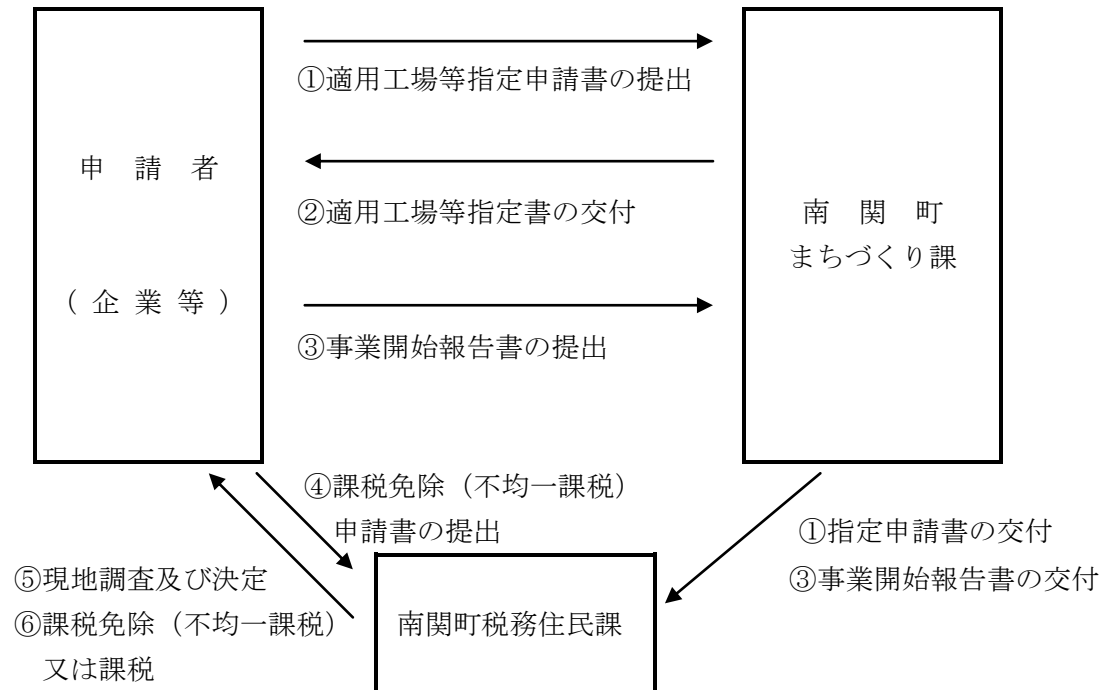 ①適用工場等指定申請書の提出
申　請　者
（ 企 業 等 ）
②適用工場等指定書の交付
南　関　町
まちづくり課
③事業開始報告書の提出
④課税免除（不均一課税）
申請書の提出
①指定申請書の交付
③事業開始報告書の交付
⑤現地調査及び決定
⑥課税免除（不均一課税）
又は課税
南関町税務住民課